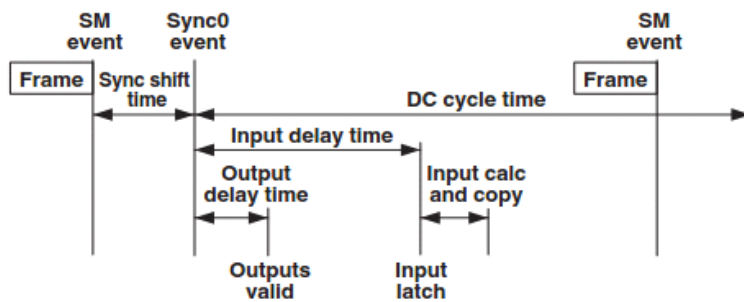 SM
event
Sync0
event
SM
event
Frame
Sync shift
time
Frame
DC cycle time
Input delay time
Output
delay time
Input calc
and copy
Outputs
valid
Input
latch